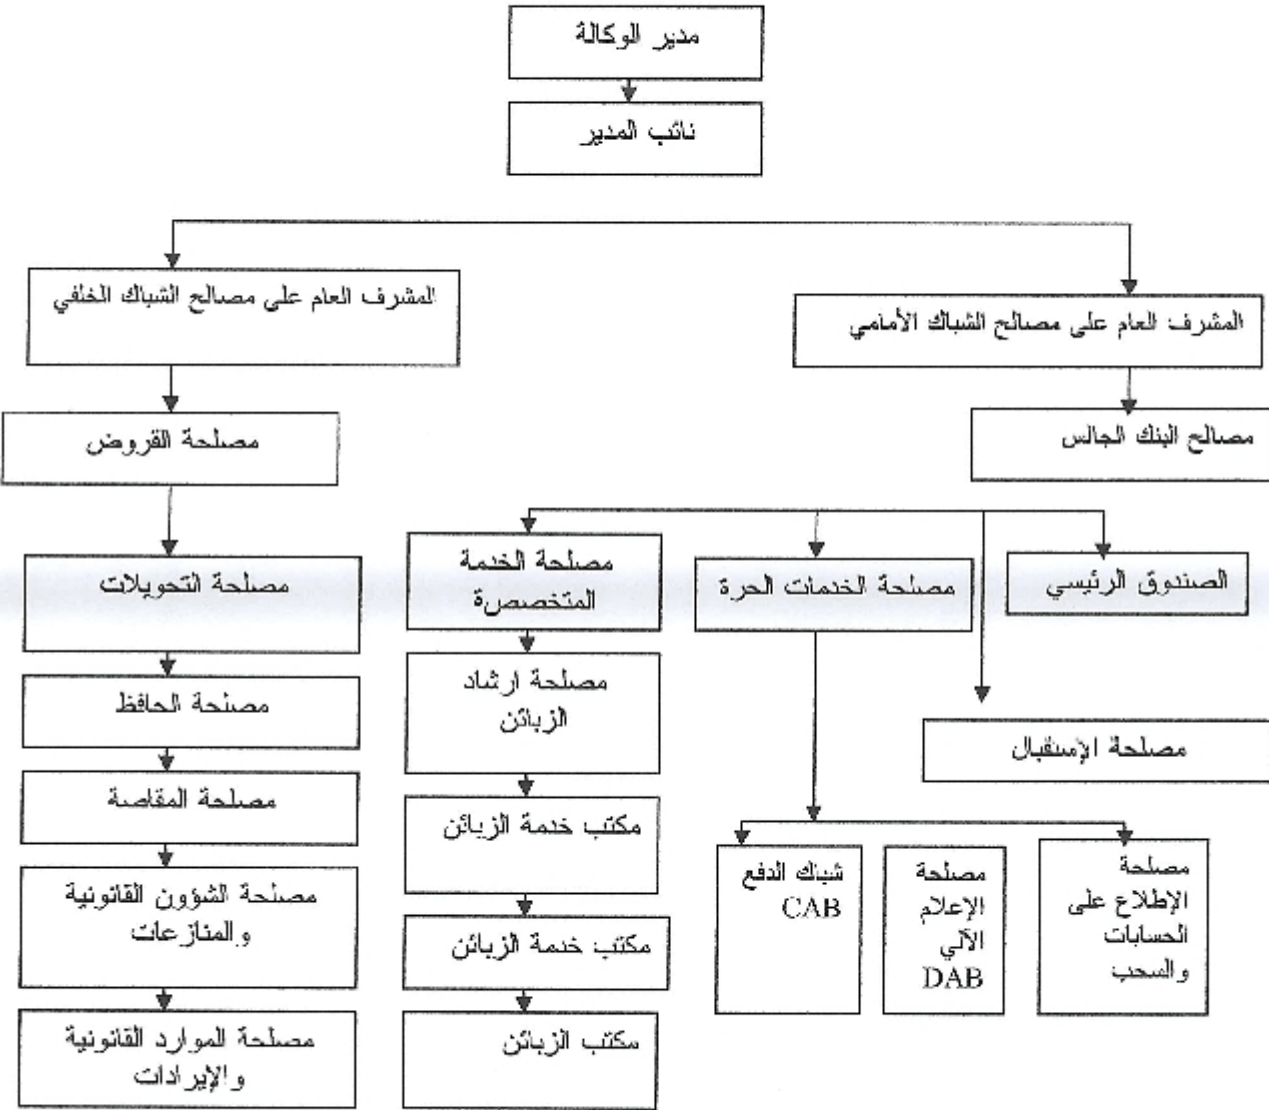 مدير الوكالة
نائب المدير
المشرف العام على مصالح الشباك الأمامي
المشرف العام على مصالح الشباك الخلفي
مصالح البنك الجالس
مصلحة القروض
الصندوق الرئيسي
مصلحة الخدمات الحرة
مصلحة الخدمة
المتخصصة
مصلحة التحويلات
مصلحة ارشاد
الزبائن
مصلحة الحافظ
مصلحة الإستقبال
مصلحة المقاصة
مكتب خدمة الزبائن
مصلحة
الإطلاع على
الحسابات
والسحب
مصلحة
الإعلام
الآلي
DAB
شباك الدفع
CAB
مصلحة الشؤون القانونية
والمنازعات
مكتب خدمة الزبائن
مكتب الزبائن
مصلحة الموارد القانونية
والإيرادات